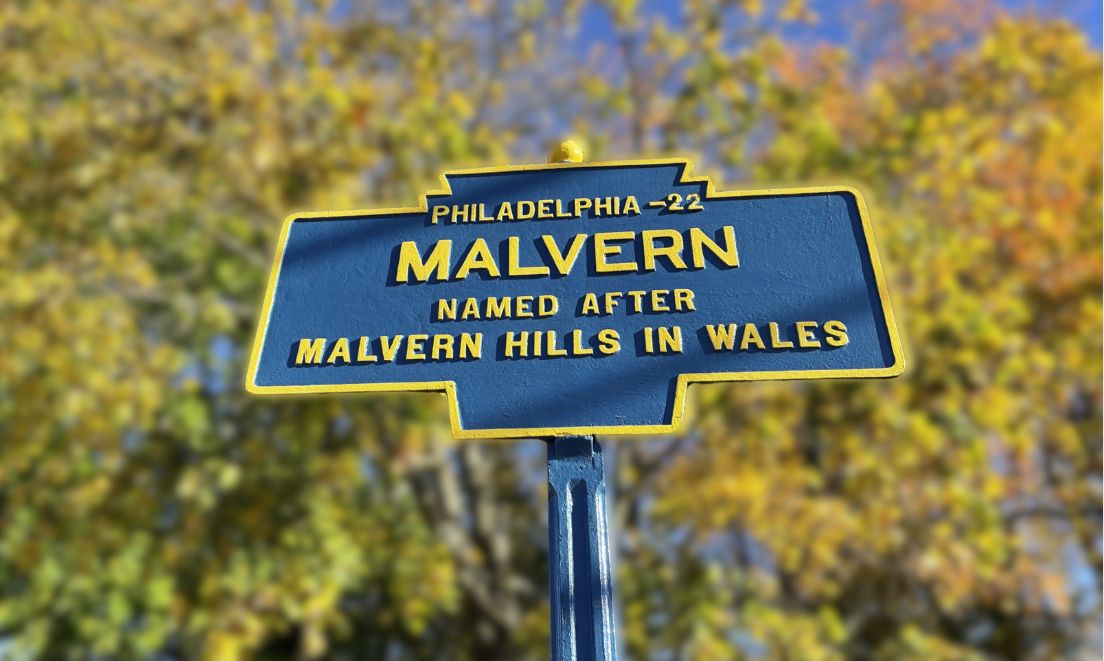 PHILADELPHIA-22
MALVERN
NAMED AFTER
MALVERN HILLS IN WALES